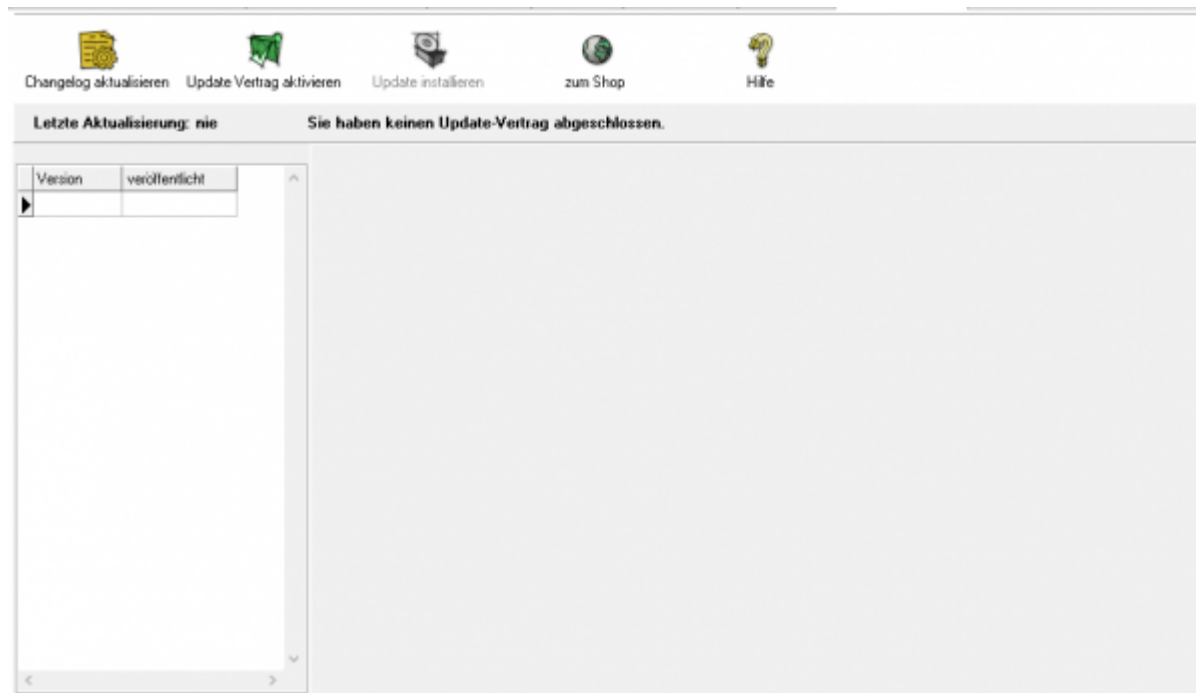 Changelog aktualisieren Update Vertrag aktivieren Update installieren zum Shop Hilfe
Letzte Aktualisierung: nie Sie haben keinen Update-Vertrag abgeschlossen.
Version veröffentlicht